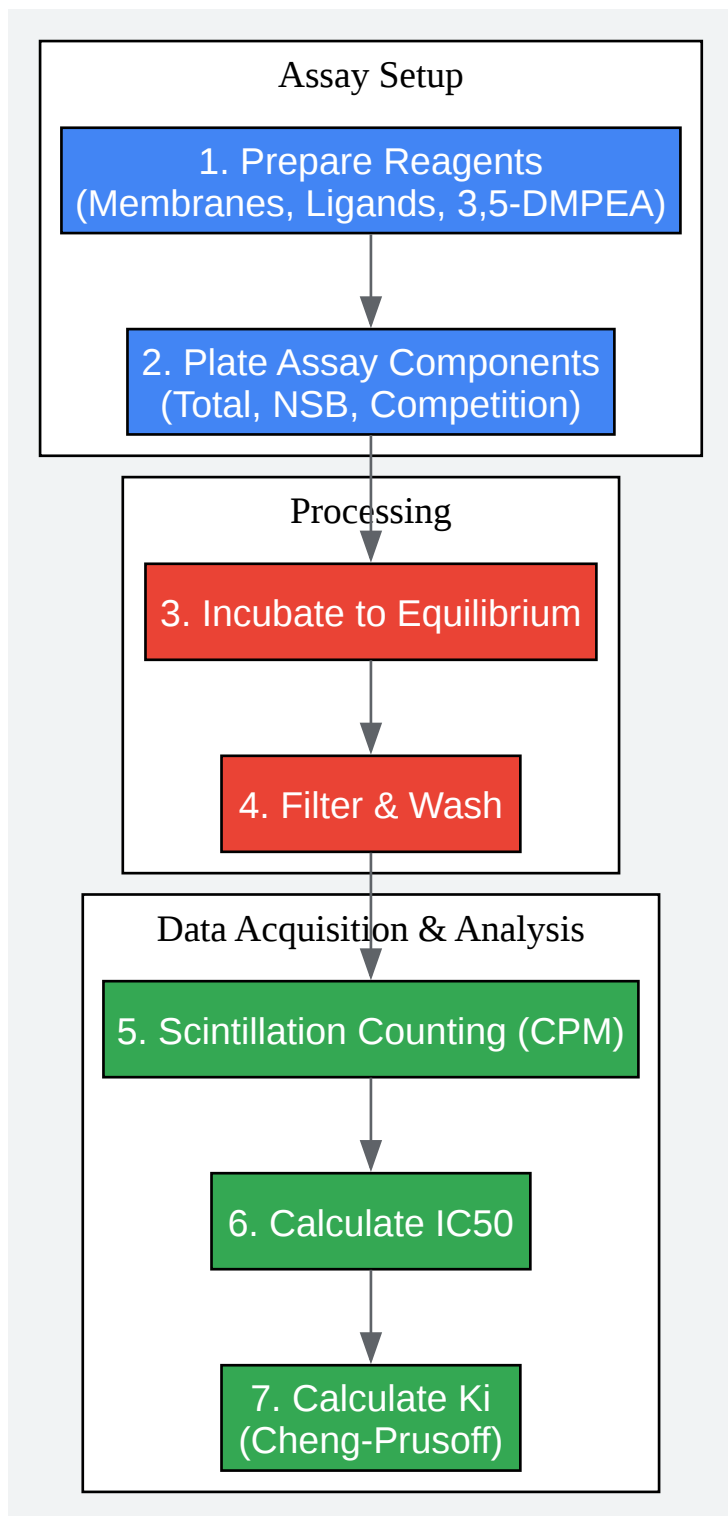 Assay Setup
1. Prepare Reagents
(Membranes, Ligands, 3,5-DMPEA)
2. Plate Assay Components
(Total, NSB, Competition)
Processing
3. Incubate to Equilibrium
4. Filter & Wash
Data Acquisition & Analysis
5. Scintillation Counting (CPM)
6. Calculate IC50
7. Calculate Ki
(Cheng-Prusoff)